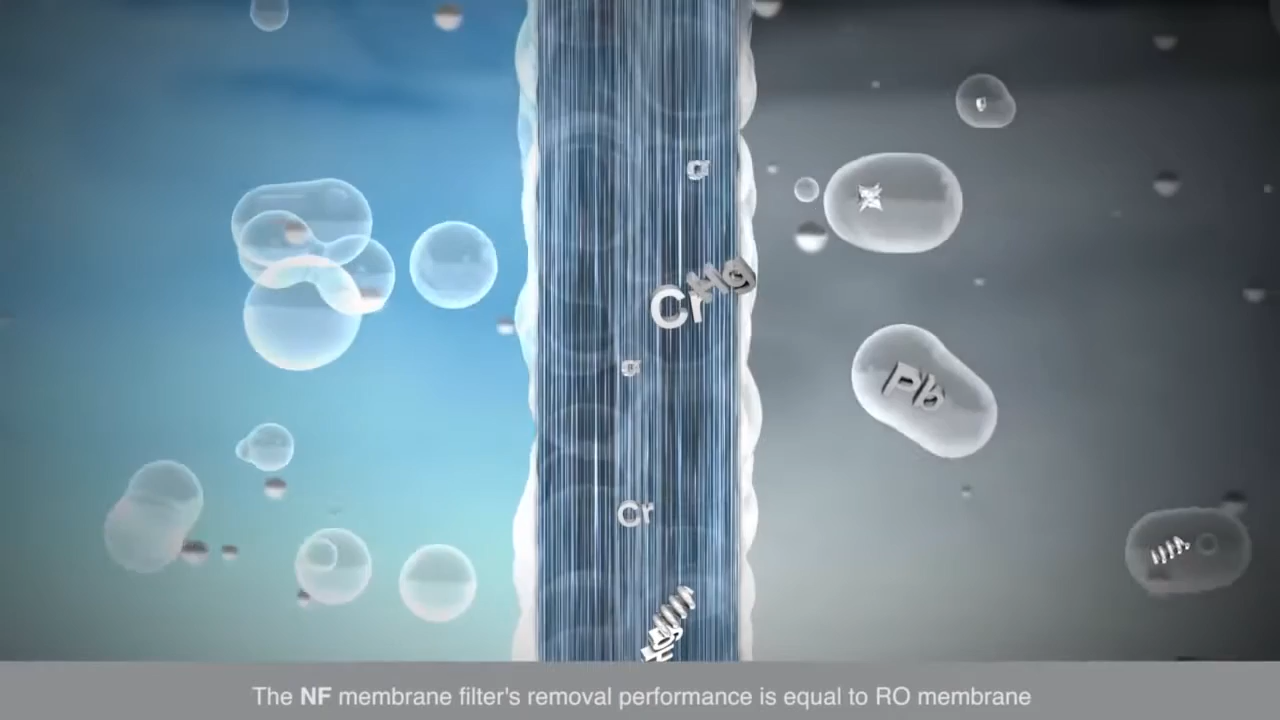 Cr
Hg
Pb
Cr
The NF membrane filter's removal performance is equal to RO membrane